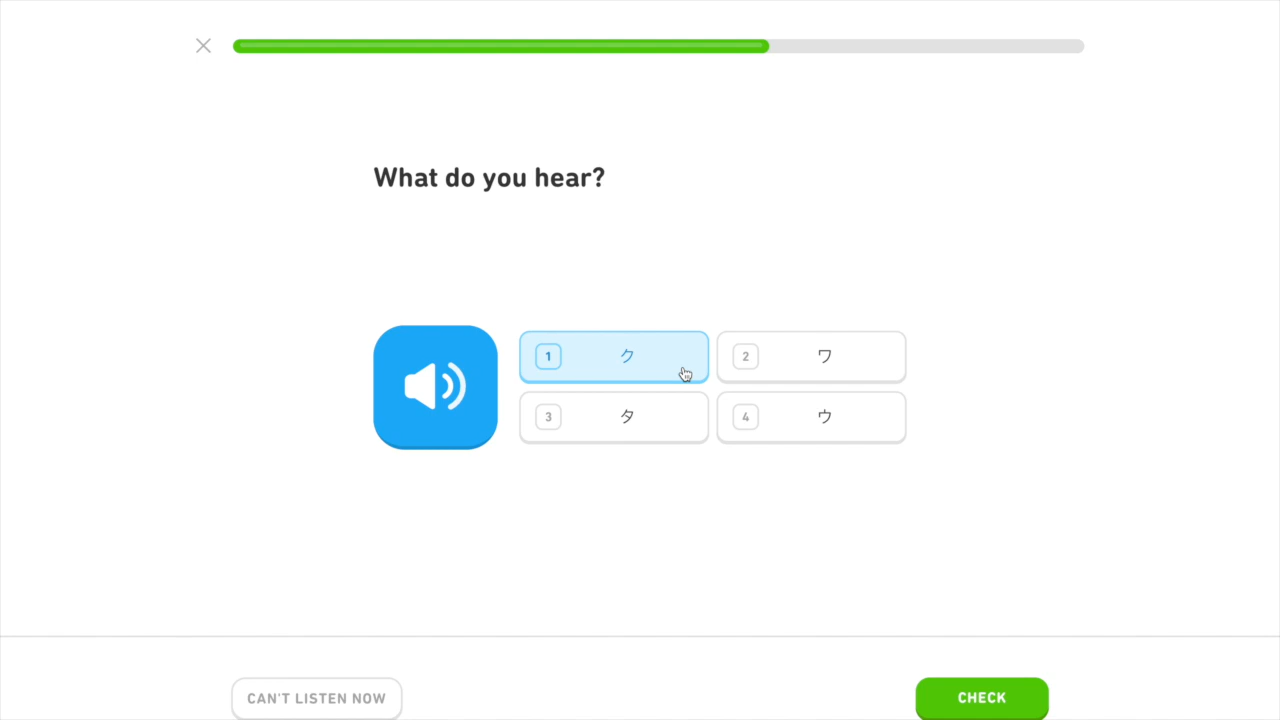 What do you hear?
1 ク
2 ワ
3 タ
4 ウ
CAN'T LISTEN NOW
CHECK